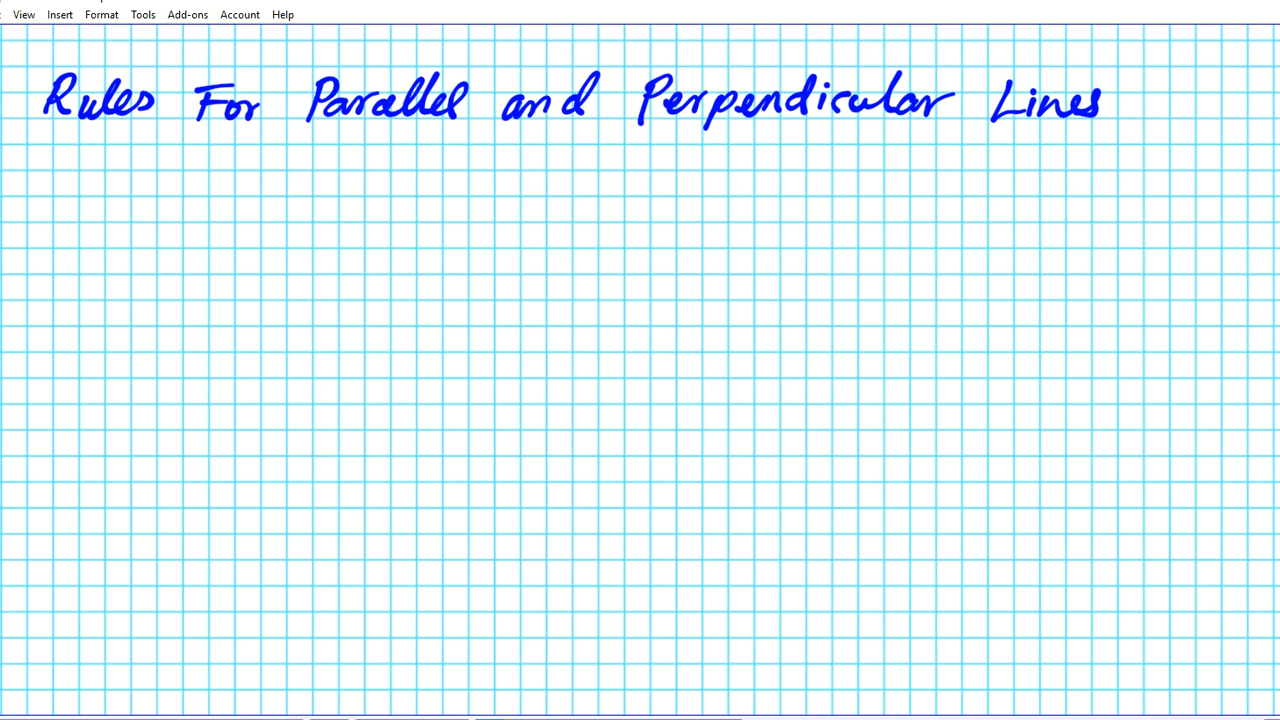 View Insert Format Tools Add-ons Account Help
Rules For Parallel and Perpendicular Lines